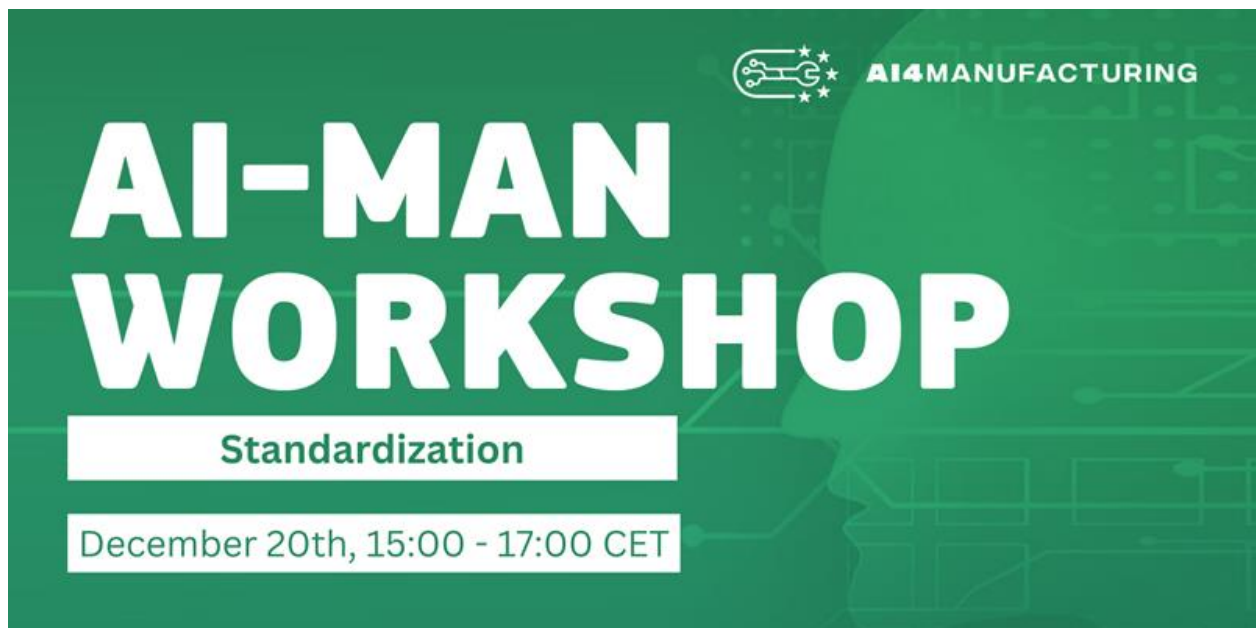 AI4MANUFACTURING
AI-MAN
WORKSHOP
Standardization
December 20th, 15:00 - 17:00 CET